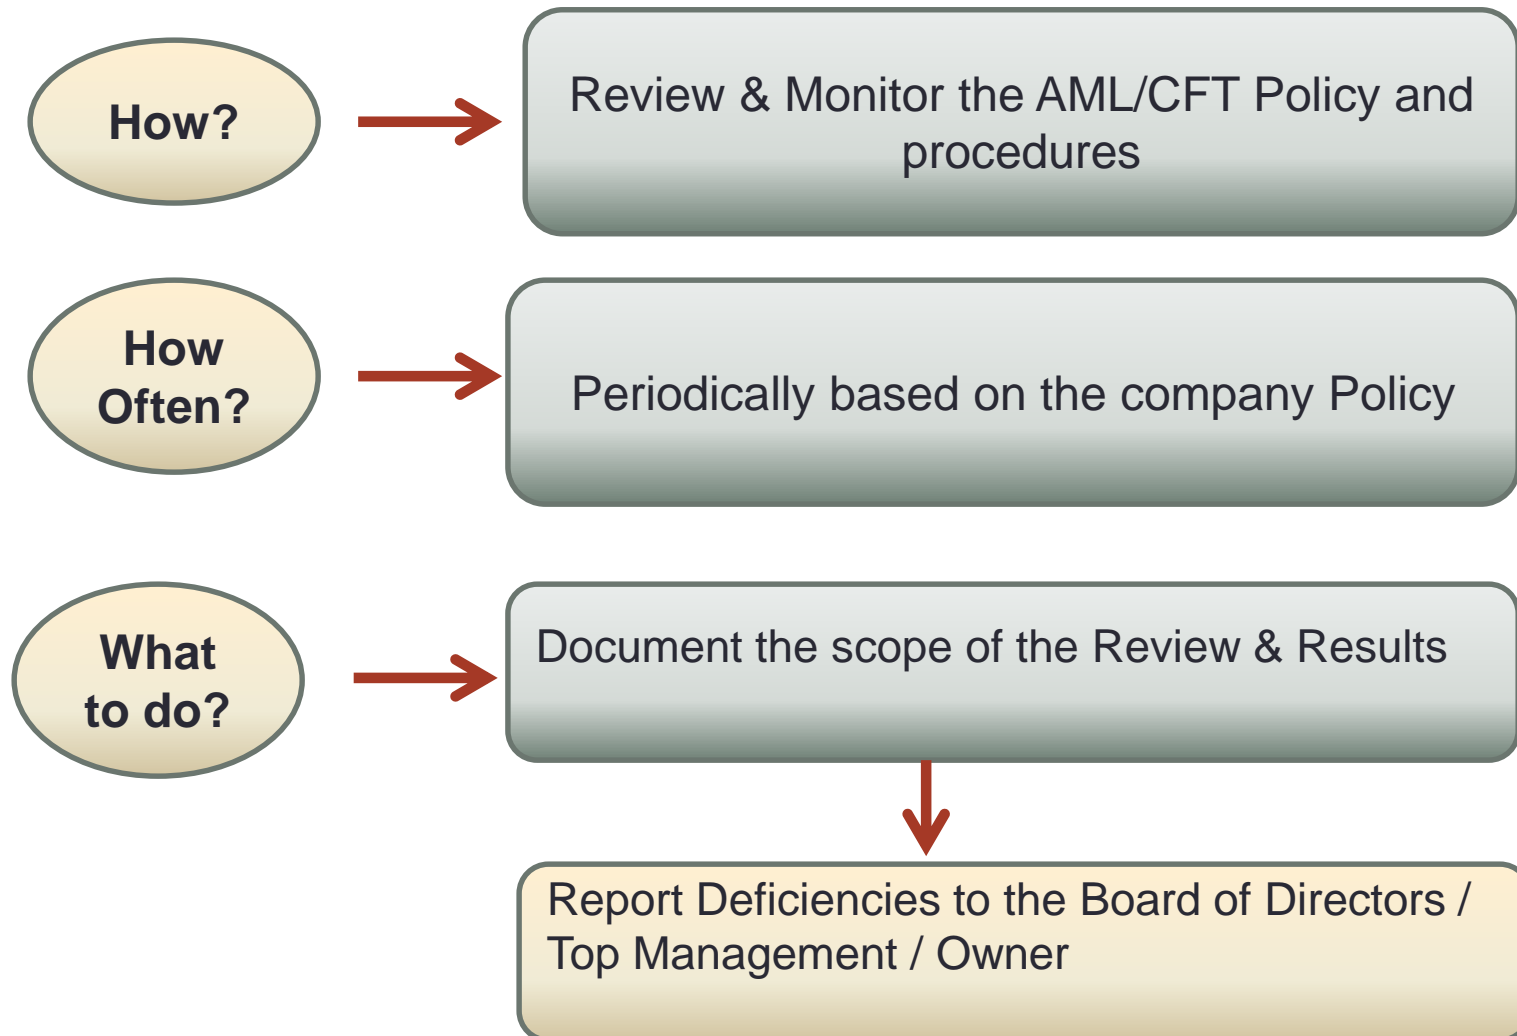 How?
Review & Monitor the AML/CFT Policy and
procedures
How
Often?
Periodically based on the company Policy
What
to do?
Document the scope of the Review & Results
Report Deficiencies to the Board of Directors /
Top Management / Owner